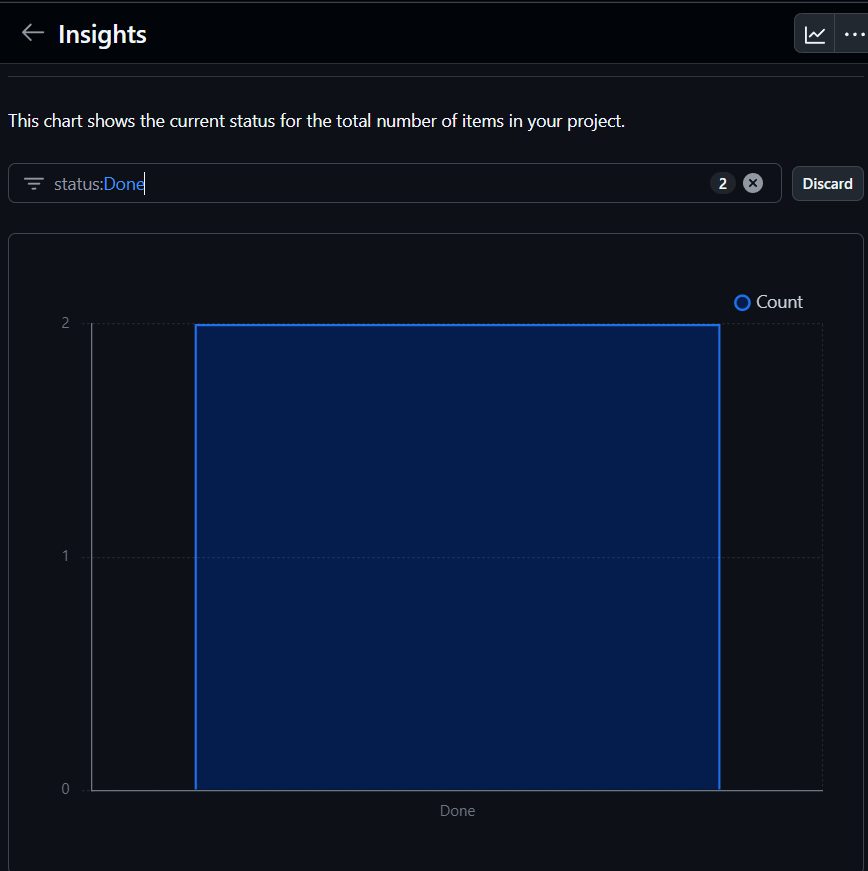 Insights
This chart shows the current status for the total number of items in your project.
status:Done 2 Discard
Count
2
1
0
Done